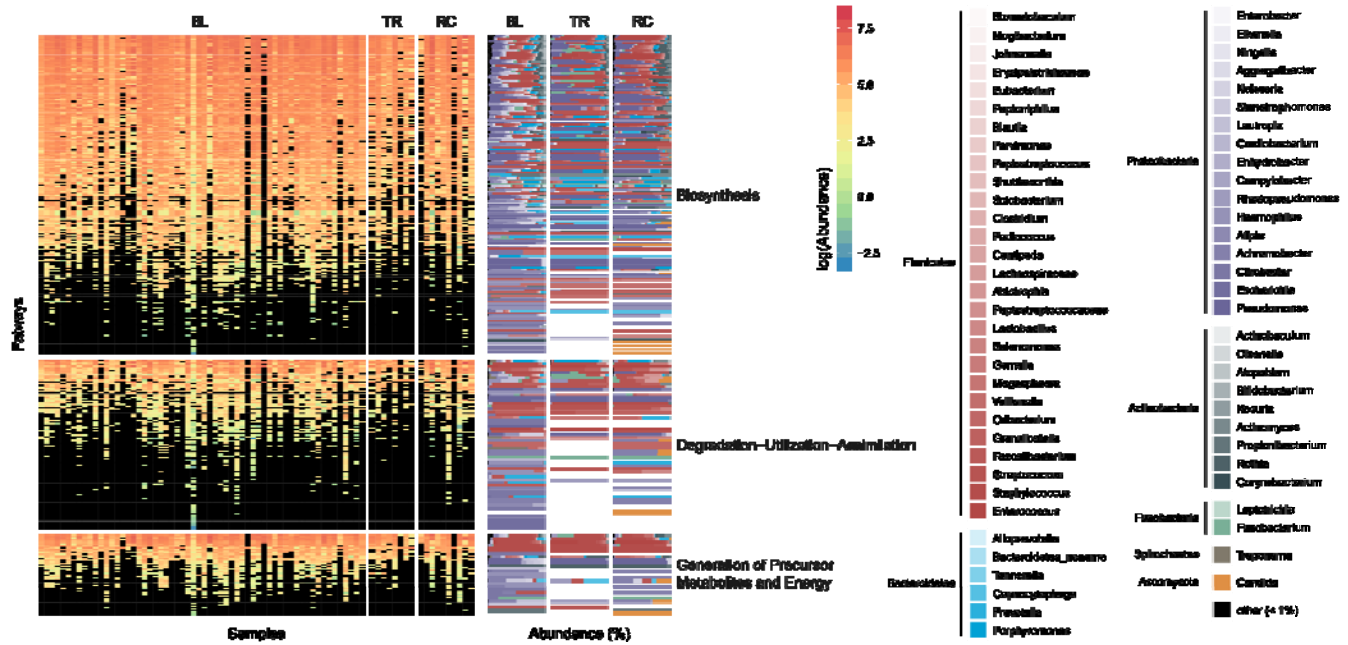 BL TR RC BL TR RC
7.5
5.0
2.5
0.0
-2.5
log(Abundance)
Biosynthesis
Degradation-Utilization-Assimilation
Generation of Precursor
Metabolites and Energy
Samples
Abundance (%)
Firmicutes
Mogibacterium
Johnsonella
Eubacterium
Peptoniphilus
Blautia
Parvimonas
Peptostreptococcus
Shuttleworthia
Solobacterium
Clostridium
Pediococcus
Centipeda
Lachnospiraceae
Abiotrophia
Peptostreptococcaceae
Lactobacillus
Selenomonas
Gemella
Megasphaera
Veillonella
Oribacterium
Granulicatella
Faecalibacterium
Streptococcus
Staphylococcus
Enterococcus
Bacteroidetes
Alloprevotella
Tannerella
Capnocytophaga
Prevotella
Porphyromonas
Proteobacteria
Enterobacter
Eikenella
Kingella
Aggregatibacter
Neisseria
Stenotrophomonas
Lautropia
Cardiobacterium
Enhydrobacter
Campylobacter
Rhodopseudomonas
Haemophilus
Afipia
Achromobacter
Citrobacter
Escherichia
Pseudomonas
Actinobacteria
Actinobaculum
Olsenella
Atopobium
Bifidobacterium
Kocuria
Actinomyces
Propionibacterium
Rothia
Corynebacterium
Fusobacteria
Leptotrichia
Fusobacterium
Spirochaetes
Treponema
Ascomycota
Candida
other (<1%)